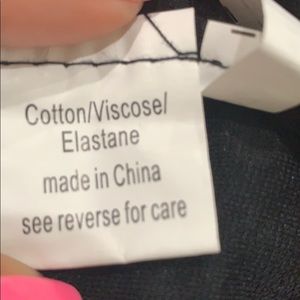 Cotton/Viscose/
Elastane
made in China
see reverse for care